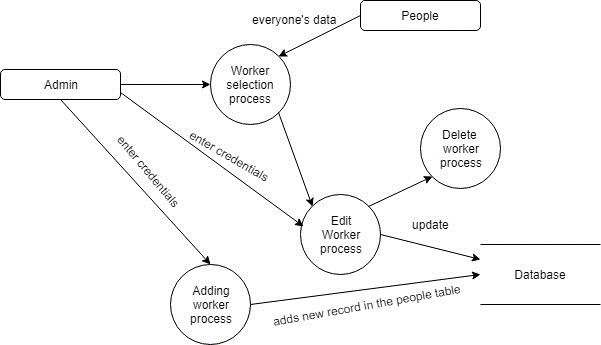 everyone's data
People
Admin
Worker
selection
process
enter credentials
enter credentials
Delete
worker
process
Edit
Worker
process
update
Database
Adding
worker
process
adds new record in the people table